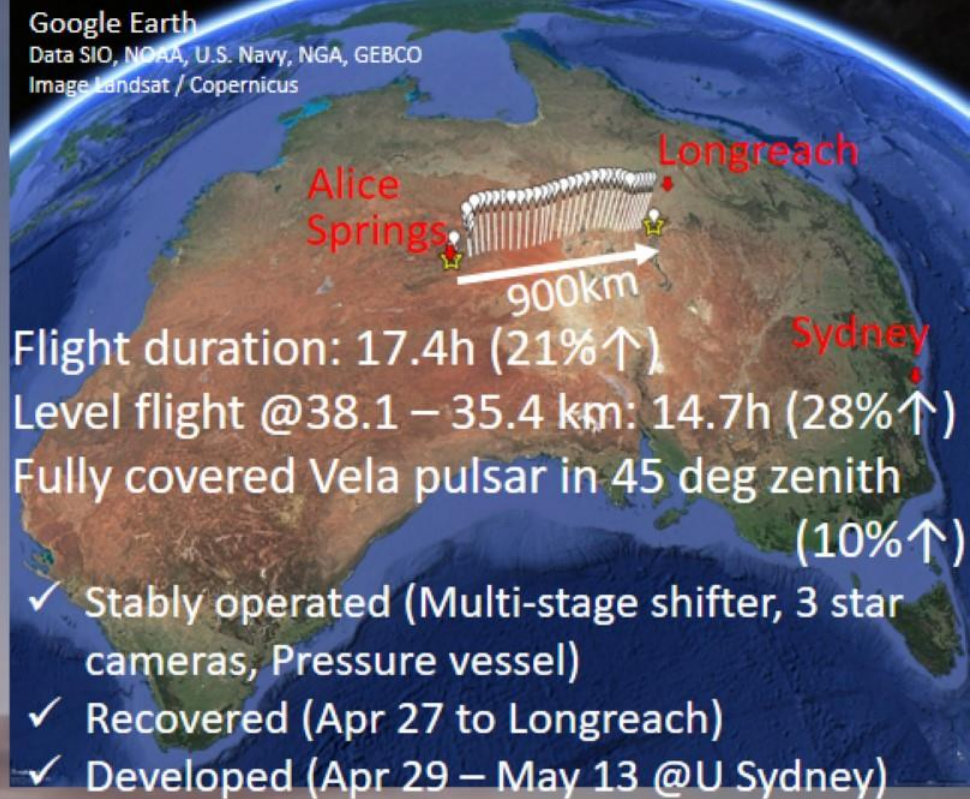 Google Earth
Data SIO, NOAA, U.S. Navy, NGA, GEBCO
Image Landsat / Copernicus
Longreach
Alice
Springs
900km
Sydney
Flight duration: 17.4h (21%↑)
Level flight @38.1 – 35.4 km: 14.7h (28%↑)
Fully covered Vela pulsar in 45 deg zenith
(10%↑)
✓ Stably operated (Multi-stage shifter, 3 star
cameras, Pressure vessel)
✓ Recovered (Apr 27 to Longreach)
✓ Developed (Apr 29 – May 13 @U Sydney)